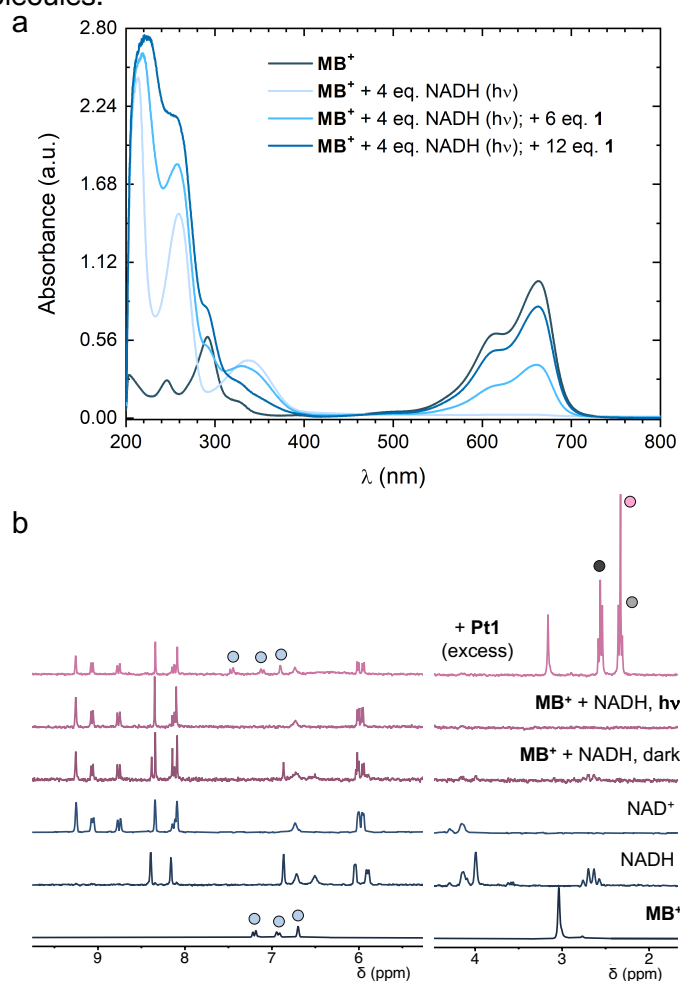 olecules.
a
2.80
2.24
1.68
1.12
0.56
0.00
Absorbance (a.u.)
MB⁺
MB⁺ + 4 eq. NADH (hν)
MB⁺ + 4 eq. NADH (hν); + 6 eq. 1
MB⁺ + 4 eq. NADH (hν); + 12 eq. 1
200 300 400 500 600 700 800
λ (nm)
b
+ Pt1
(excess)
MB⁺ + NADH, hν
MB⁺ + NADH, dark
NAD⁺
NADH
MB⁺
9 8 7 6 4 3 2
δ (ppm) δ (ppm)